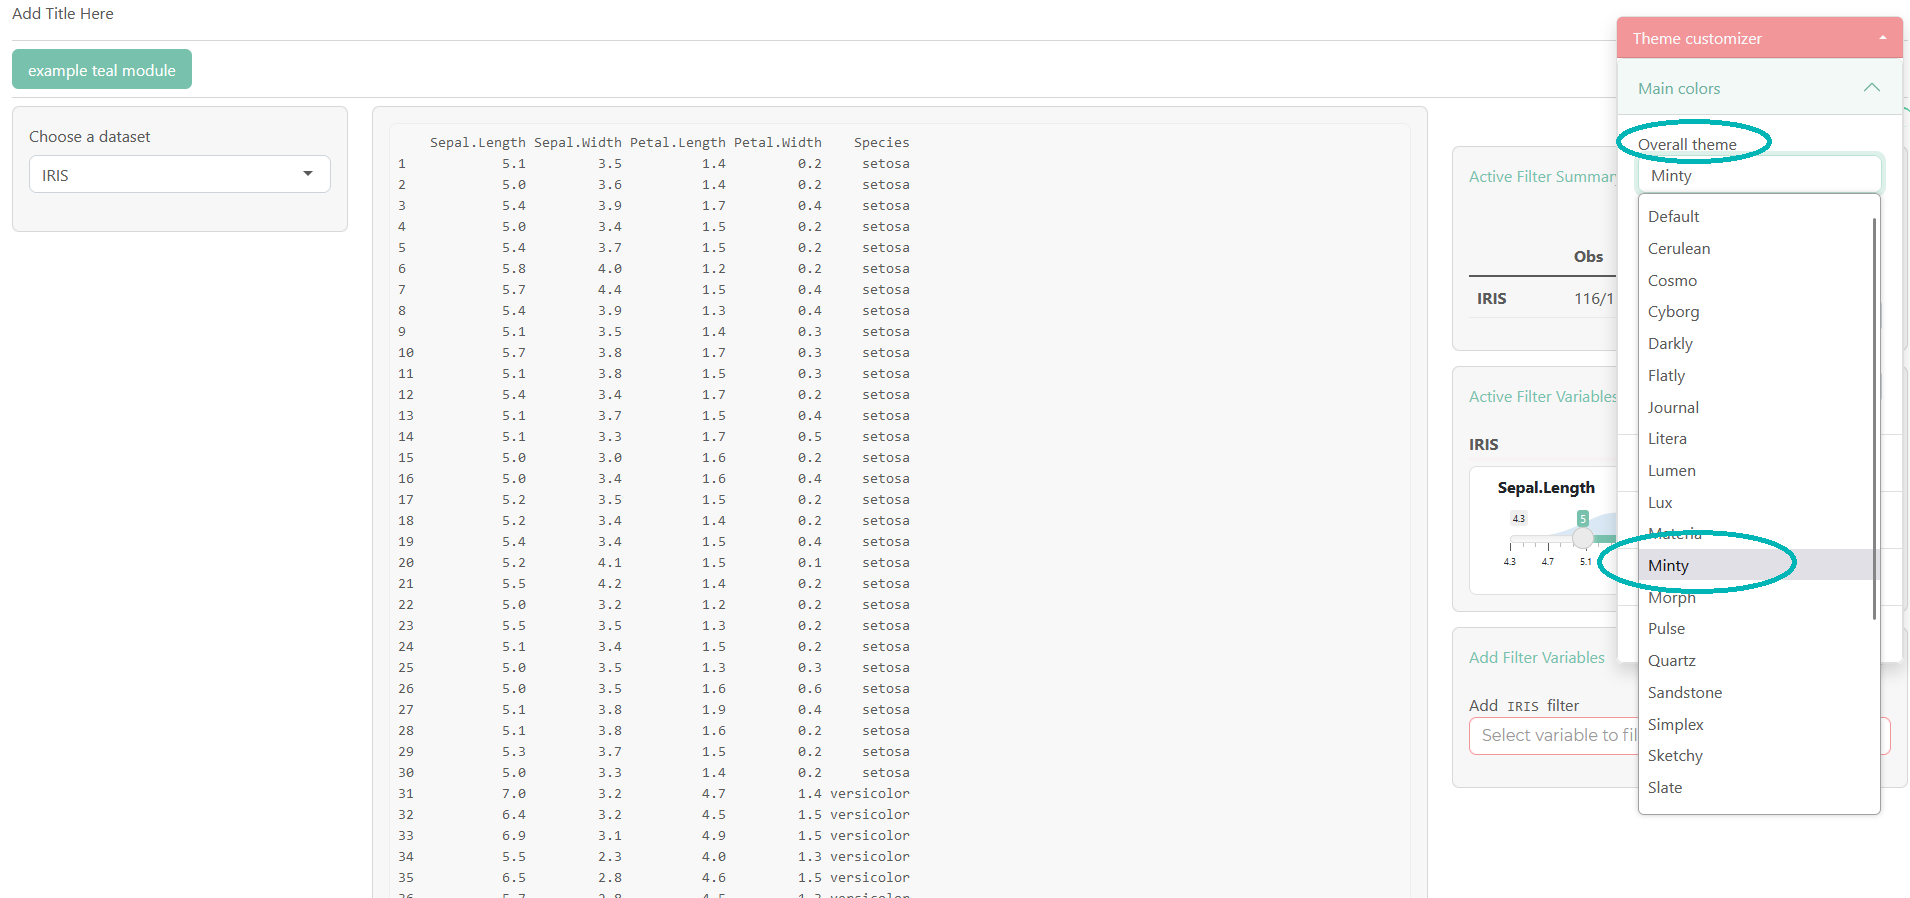 Add Title Here
example teal module
Choose a dataset
IRIS
Sepal.Length Sepal.Width Petal.Length Petal.Width Species
1 5.1 3.5 1.4 0.2 setosa
2 5.0 3.6 1.4 0.2 setosa
3 5.4 3.9 1.7 0.4 setosa
4 5.0 3.4 1.5 0.2 setosa
5 5.4 3.7 1.5 0.2 setosa
6 5.8 4.0 1.2 0.2 setosa
7 5.7 4.4 1.5 0.4 setosa
8 5.4 3.9 1.3 0.4 setosa
9 5.1 3.5 1.4 0.3 setosa
10 5.7 3.8 1.7 0.3 setosa
11 5.1 3.8 1.5 0.3 setosa
12 5.4 3.4 1.7 0.2 setosa
13 5.1 3.7 1.5 0.4 setosa
14 5.1 3.3 1.7 0.5 setosa
15 5.0 3.0 1.6 0.2 setosa
16 5.0 3.4 1.6 0.4 setosa
17 5.2 3.5 1.5 0.2 setosa
18 5.2 3.4 1.4 0.2 setosa
19 5.4 3.4 1.5 0.4 setosa
20 5.2 4.1 1.5 0.1 setosa
21 5.5 4.2 1.4 0.2 setosa
22 5.0 3.2 1.2 0.2 setosa
23 5.5 3.5 1.3 0.2 setosa
24 5.1 3.4 1.5 0.2 setosa
25 5.0 3.5 1.3 0.3 setosa
26 5.0 3.5 1.6 0.6 setosa
27 5.1 3.8 1.9 0.4 setosa
28 5.1 3.8 1.6 0.2 setosa
29 5.3 3.7 1.5 0.2 setosa
30 5.0 3.3 1.4 0.2 setosa
31 7.0 3.2 4.7 1.4 versicolor
32 6.4 3.2 4.5 1.5 versicolor
33 6.9 3.1 4.9 1.5 versicolor
34 5.5 2.3 4.0 1.3 versicolor
35 6.5 2.8 4.6 1.5 versicolor
Active Filter Summar
Obs
IRIS 116/1
Active Filter Variables
IRIS
Sepal.Length
4.3 5
4.3 4.7 5.1
Add Filter Variables
Add IRIS filter
Select variable to fil
Theme customizer
Main colors
Overall theme
Minty
Default
Cerulean
Cosmo
Cyborg
Darkly
Flatly
Journal
Litera
Lumen
Lux
Materia
Minty
Morph
Pulse
Quartz
Sandstone
Simplex
Sketchy
Slate